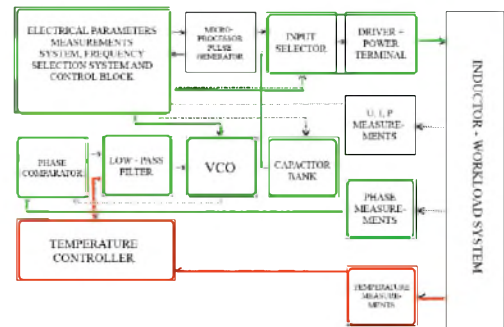 ELECTRICAL PARAMETERS
MEASUREMENTS
SYSTEM, FREQUENCY
SELECTION SYSTEM AND
CONTROL BLOCK
MICRO-
PROCESSOR
PULSE
GENERATOR
INPUT
SELECTOR
DRIVER +
POWER
TERMINAL
U, I, P
MEASURE-
MENTS
INDUCTOR - WORKLOAD SYSTEM
PHASE
COMPARATOR
LOW - PASS
FILTER
VCO
CAPACITOR
BANK
PHASE
MEASURE-
MENTS
TEMPERATURE
CONTROLLER
TEMPERATURE
MEASURE-
MENTS